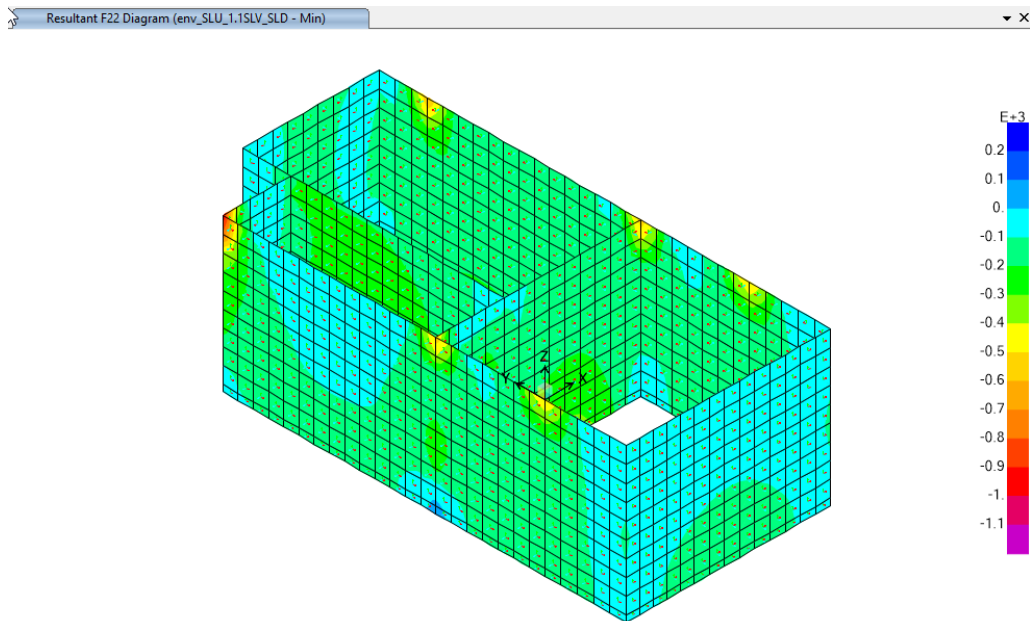 Resultant F22 Diagram (env_SLU_1.1SLV_SLD - Min)
E+3
0.2
0.1
0.
-0.1
-0.2
-0.3
-0.4
-0.5
-0.6
-0.7
-0.8
-0.9
-1.
-1.1
Z
Y
X